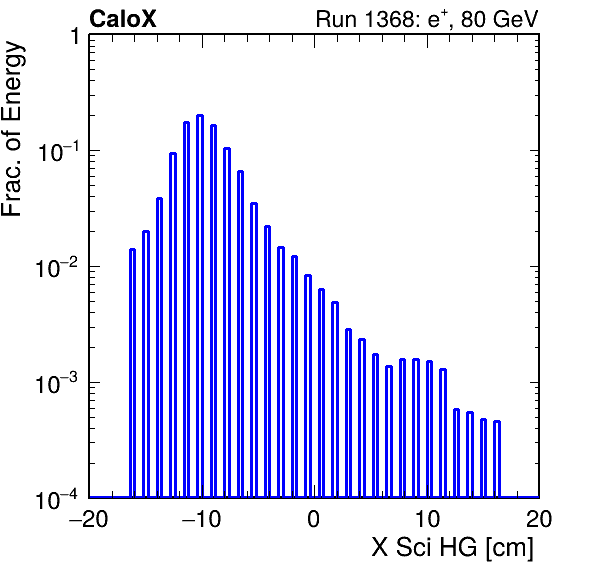 CaloX Run 1368: e⁺, 80 GeV
Frac. of Energy
1
10⁻¹
10⁻²
10⁻³
10⁻⁴
−20 −10 0 10 20
X Sci HG [cm]